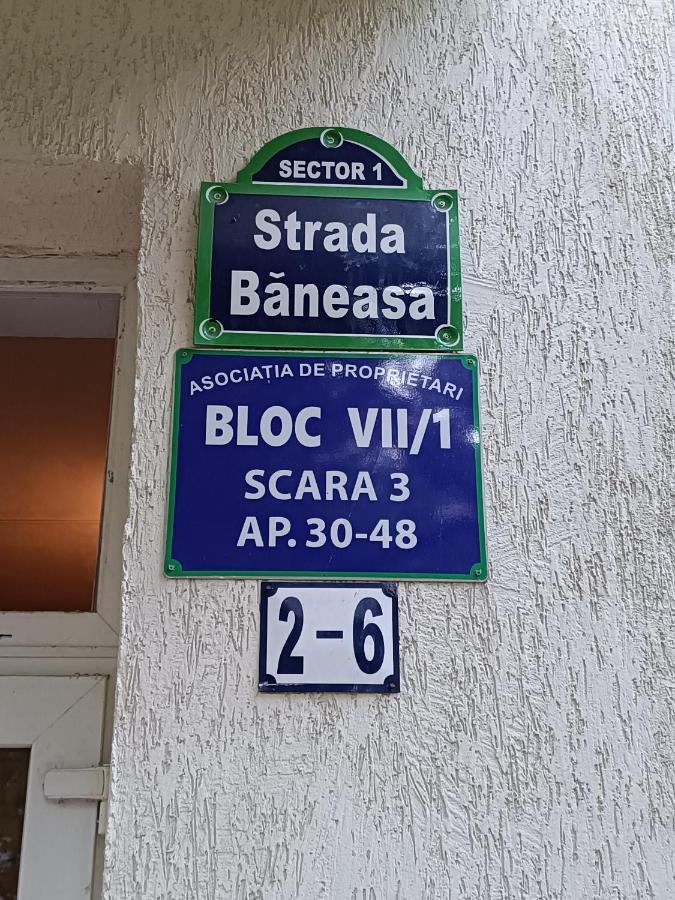 SECTOR 1
Strada
Băneasa
ASOCIAȚIA DE PROPRIETARI
BLOC VII/1
SCARA 3
AP. 30-48
2-6